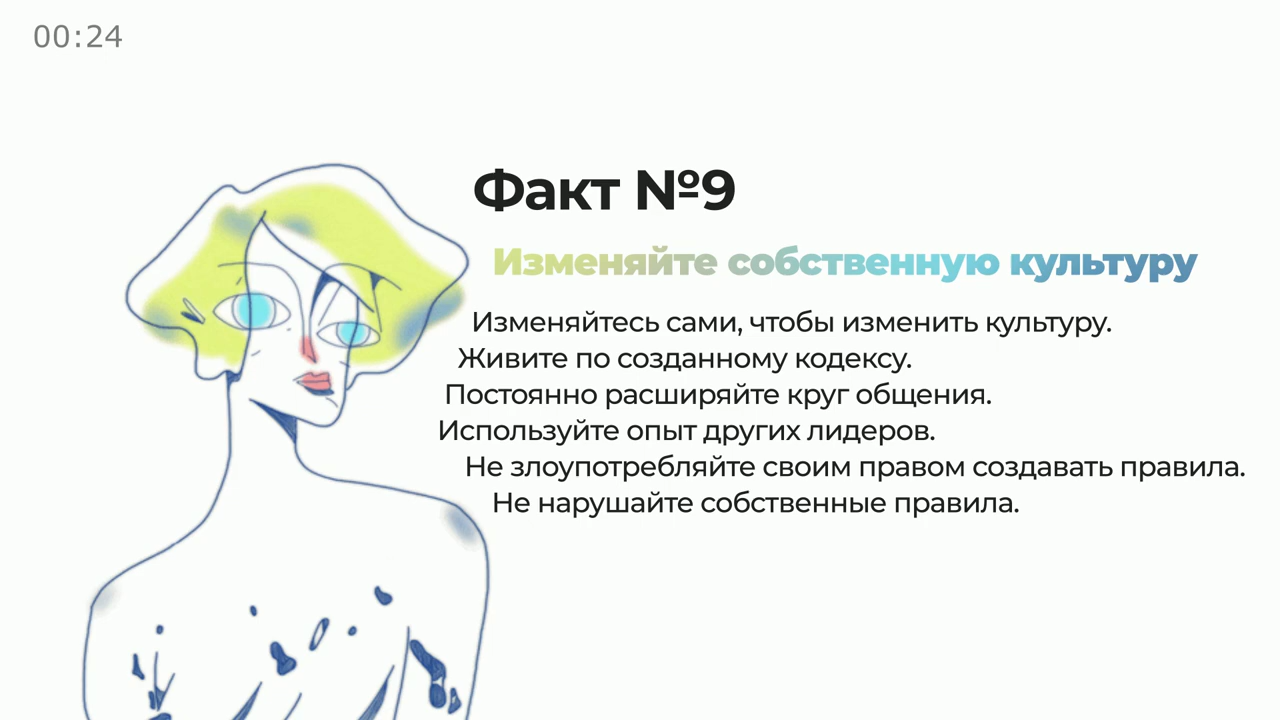 00:24
Факт №9
Изменяйте собственную культуру
Изменяйтесь сами, чтобы изменить культуру.
Живите по созданному кодексу.
Постоянно расширяйте круг общения.
Используйте опыт других лидеров.
Не злоупотребляйте своим правом создавать правила.
Не нарушайте собственные правила.